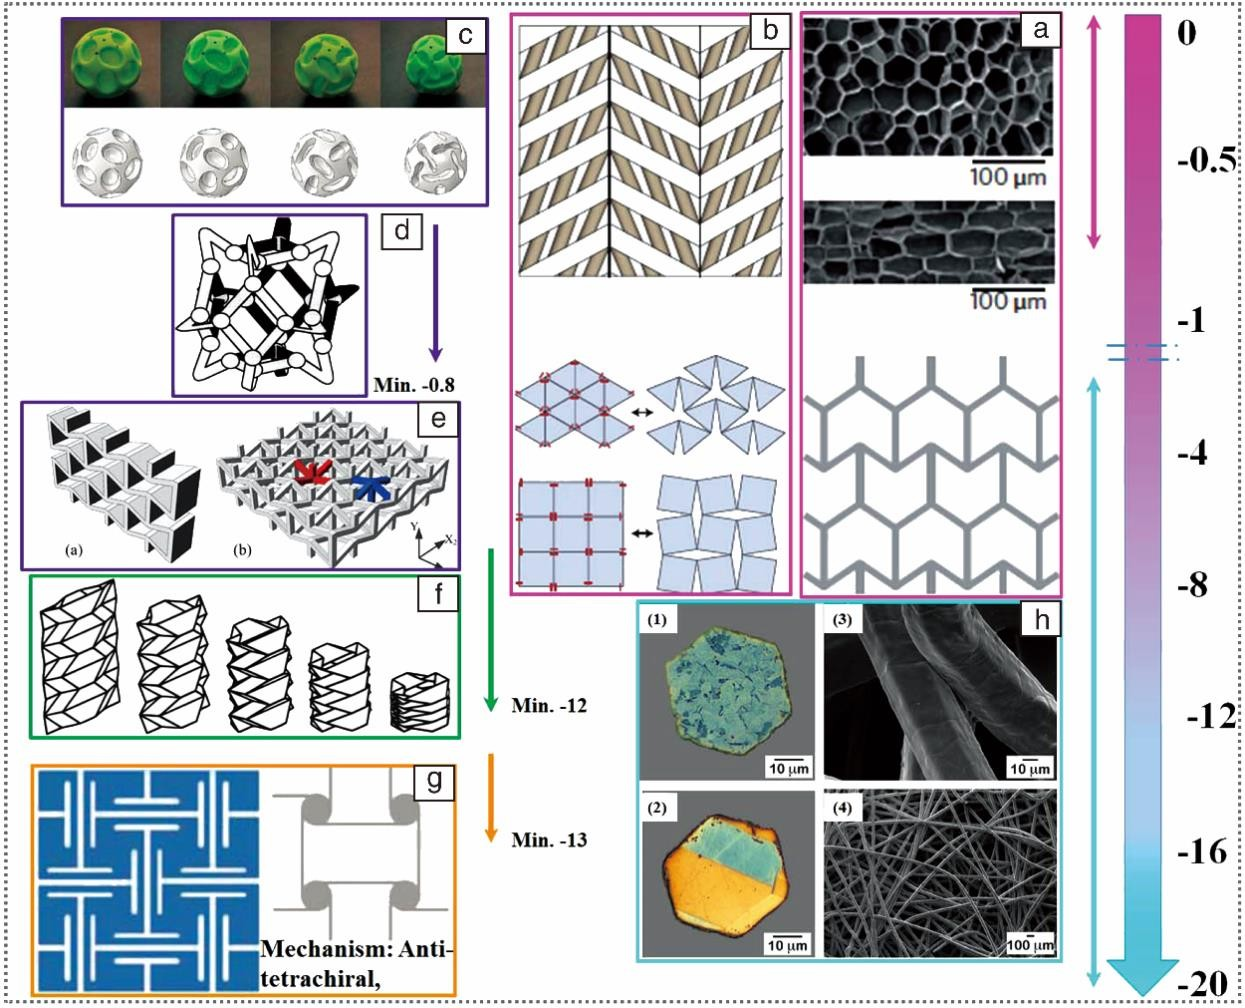 c
d
Min. -0.8
e
(a)
(b)
Y
X₂
f
Min. -12
g
Mechanism: Anti-
tetrachiral,
Min. -13
b
a
100 µm
100 µm
h
(1)
10 µm
(3)
10 µm
(2)
10 µm
(4)
100 µm
0
-0.5
-1
-4
-8
-12
-16
-20